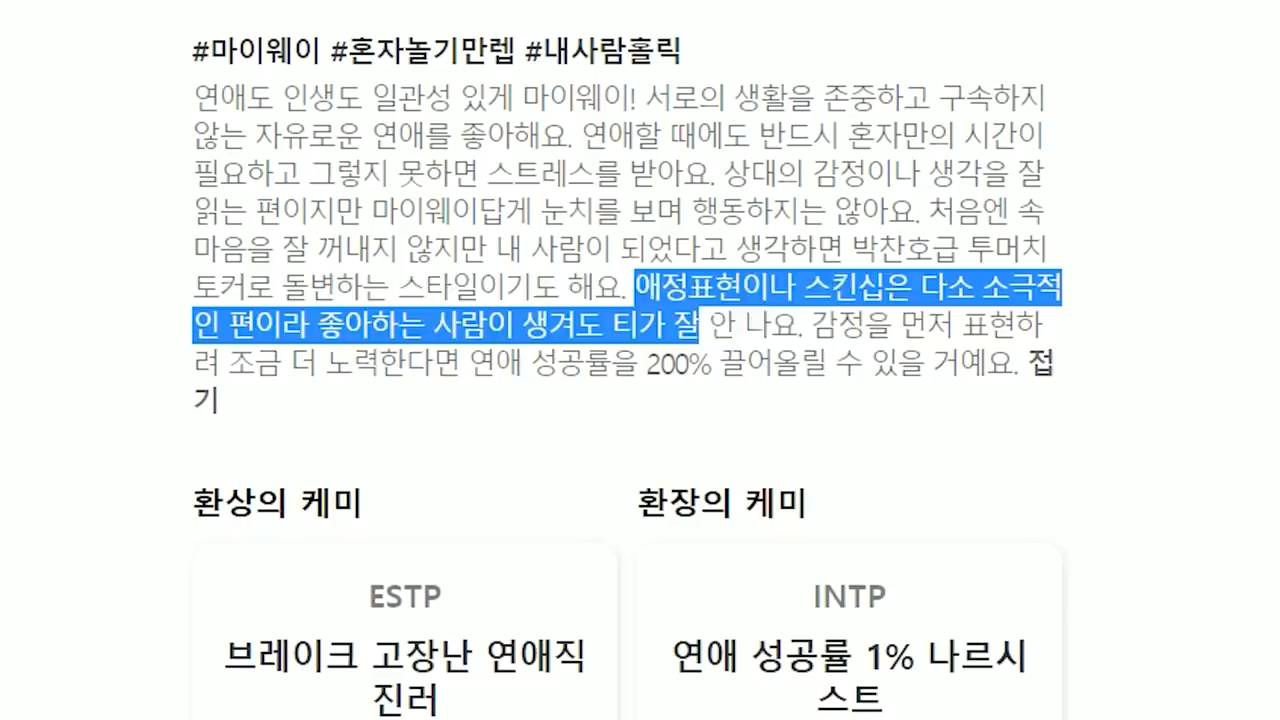 #마이웨이 #혼자놀기만렙 #내사람홀릭
연애도 인생도 일관성 있게 마이웨이! 서로의 생활을 존중하고 구속하지
않는 자유로운 연애를 좋아해요. 연애할 때에도 반드시 혼자만의 시간이
필요하고 그렇지 못하면 스트레스를 받아요. 상대의 감정이나 생각을 잘
읽는 편이지만 마이웨이답게 눈치를 보며 행동하지는 않아요. 처음엔 속
마음을 잘 꺼내지 않지만 내 사람이 되었다고 생각하면 박찬호급 투머치
토커로 돌변하는 스타일이기도 해요. 애정표현이나 스킨십은 다소 소극적
인 편이라 좋아하는 사람이 생겨도 티가 잘 안 나요. 감정을 먼저 표현하
려 조금 더 노력한다면 연애 성공률을 200% 끌어올릴 수 있을 거예요. 접
기
환상의 케미
환장의 케미
ESTP
브레이크 고장난 연애직
진러
INTP
연애 성공률 1% 나르시
스트